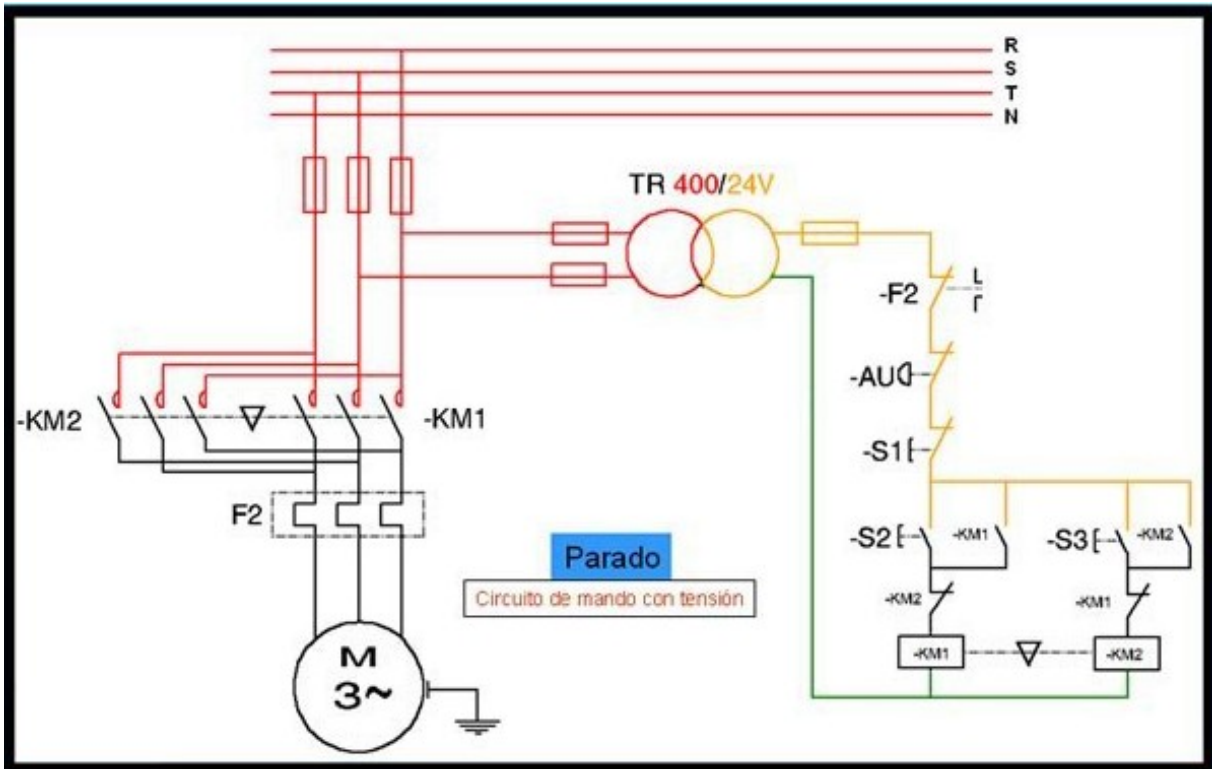 R
S
T
N
TR 400/24V
-F2
-AU
-KM2
-KM1
-S1
F2
-S2
-KM1
-S3
-KM2
Parado
Circuito de mando con tensión
-KM2
-KM1
M
3~
-KM1
-KM2